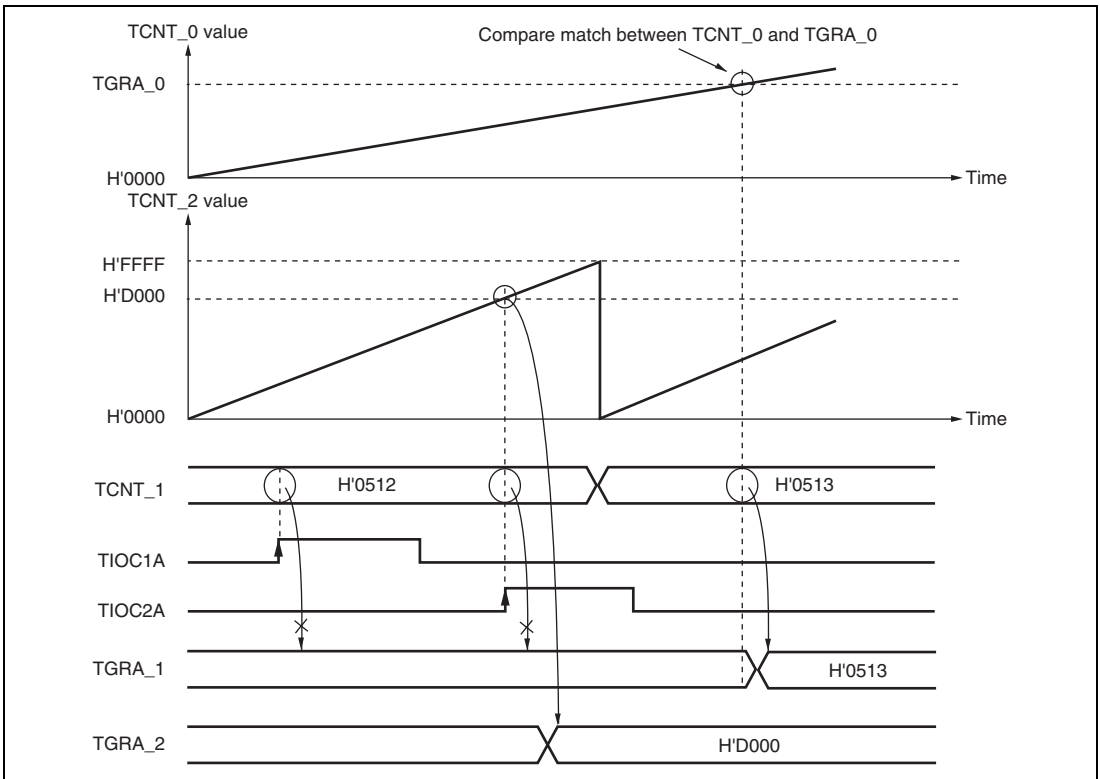 TCNT_0 value
Compare match between TCNT_0 and TGRA_0
TGRA_0
H'0000
Time
TCNT_2 value
H'FFFF
H'D000
H'0000
Time
TCNT_1
H'0512
H'0513
TIOC1A
TIOC2A
TGRA_1
H'0513
TGRA_2
H'D000